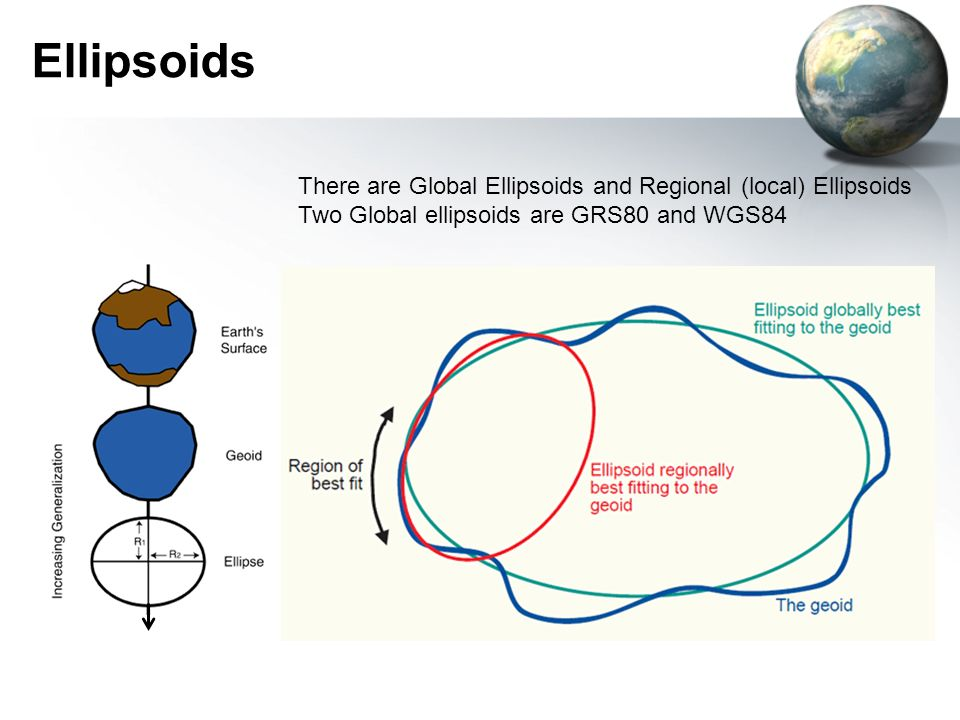 Ellipsoids
There are Global Ellipsoids and Regional (local) Ellipsoids
Two Global ellipsoids are GRS80 and WGS84
Increasing Generalization
Earth's
Surface
Geoid
R1
R2
Ellipse
Ellipsoid globally best
fitting to the geoid
Region of
best fit
Ellipsoid regionally
best fitting to the
geoid
The geoid